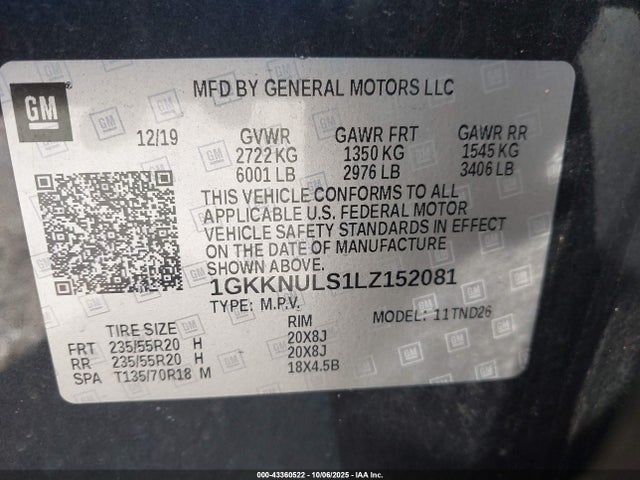 GM
MFD BY GENERAL MOTORS LLC
12/19 GVWR GAWR FRT GAWR RR
2722 KG 1350 KG 1545 KG
6001 LB 2976 LB 3406 LB
THIS VEHICLE CONFORMS TO ALL
APPLICABLE U.S. FEDERAL MOTOR
VEHICLE SAFETY STANDARDS IN EFFECT
ON THE DATE OF MANUFACTURE
SHOWN ABOVE.
1GKKNULS1LZ152081
TYPE: M.P.V. MODEL: 11TND26
TIRE SIZE RIM
FRT 235/55R20 H 20X8J
RR 235/55R20 H 20X8J
SPA T135/70R18 M 18X4.5B
000-43360522 - 10/06/2025 - IAA Inc.